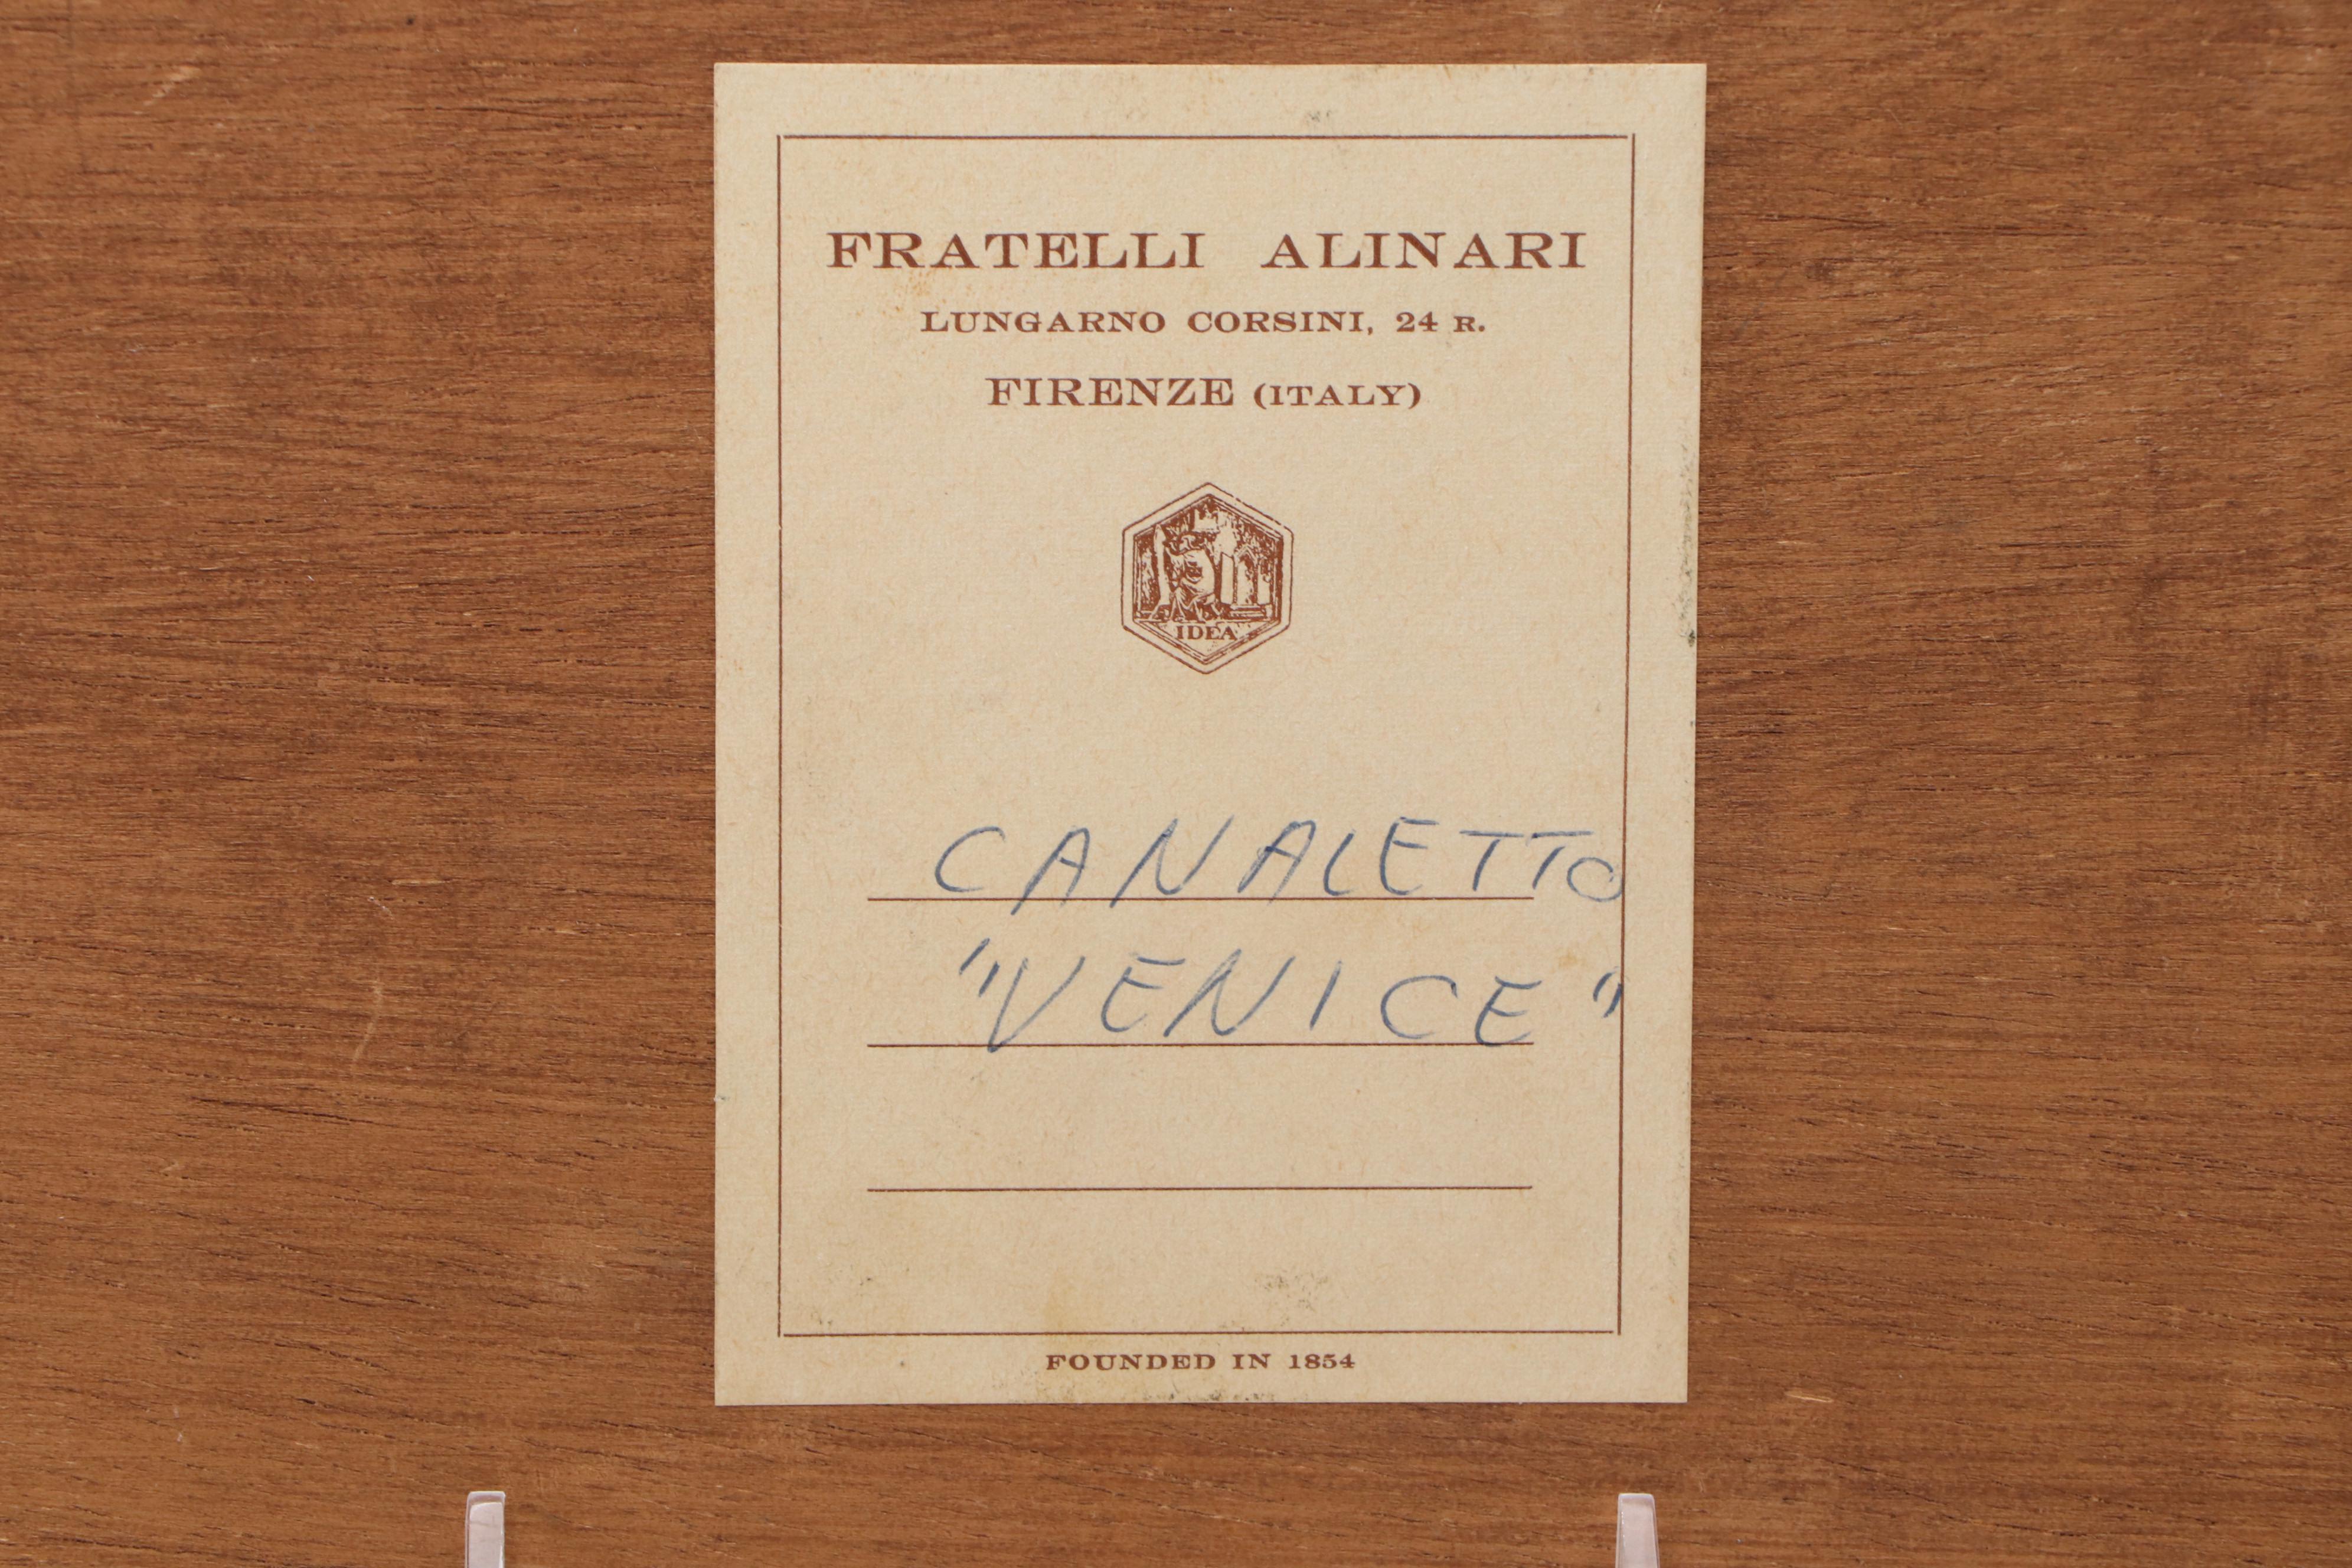 FRATELLI ALINARI
LUNGARNO CORSINI, 24 R.
FIRENZE (ITALY)
IDEA
CANALETTO
"VENICE"
FOUNDED IN 1854